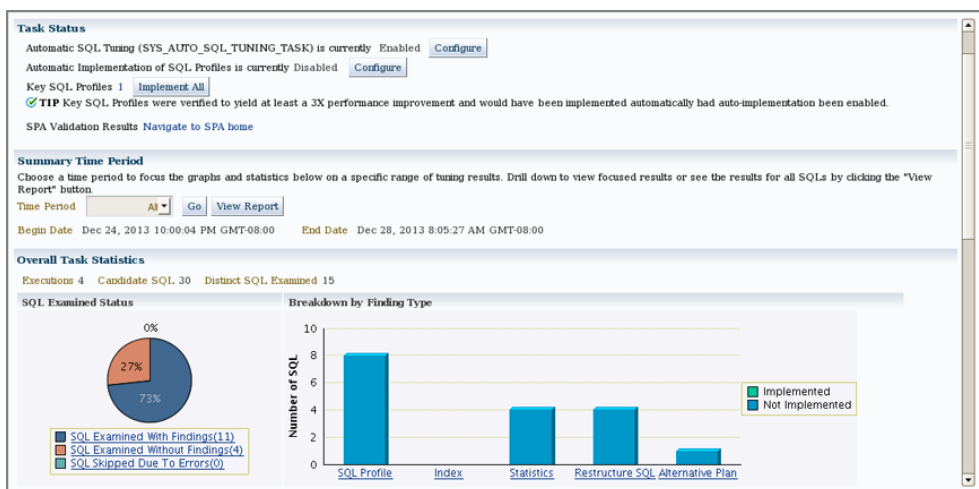 Task Status
Automatic SQL Tuning (SYS_AUTO_SQL_TUNING_TASK) is currently Enabled Configure
Automatic Implementation of SQL Profiles is currently Disabled Configure
Key SQL Profiles 1 Implement All
TIP Key SQL Profiles were verified to yield at least a 3X performance improvement and would have been implemented automatically had auto-implementation been enabled.
SPA Validation Results Navigate to SPA home
Summary Time Period
Choose a time period to focus the graphs and statistics below on a specific range of tuning results. Drill down to view focused results or see the results for all SQLs by clicking the "View
Report" button.
Time Period All Go View Report
Begin Date Dec 24, 2013 10:00:04 PM GMT-08:00 End Date Dec 28, 2013 8:05:27 AM GMT-08:00
Overall Task Statistics
Executions 4 Candidate SQL 30 Distinct SQL Examined 15
SQL Examined Status
0%
27%
73%
SQL Examined With Findings(11)
SQL Examined Without Findings(4)
SQL Skipped Due To Errors(0)
Breakdown by Finding Type
Number of SQL
10
8
6
4
2
0
SQL Profile Index Statistics Restructure SQL Alternative Plan
Implemented
Not Implemented